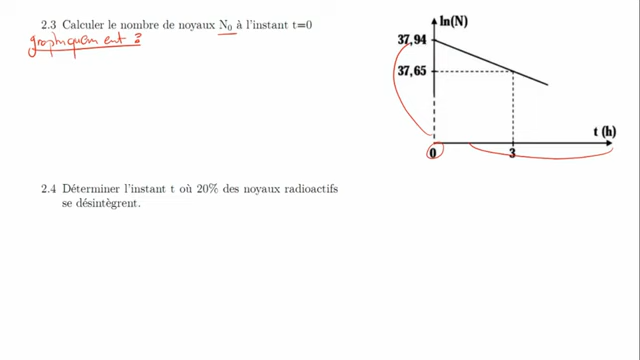 2.3 Calculer le nombre de noyaux N₀ à l'instant t=0
graphiquement ?
2.4 Déterminer l'instant t où 20% des noyaux radioactifs
se désintègrent.
ln(N)
37,94
37,65
t (h)
0
3